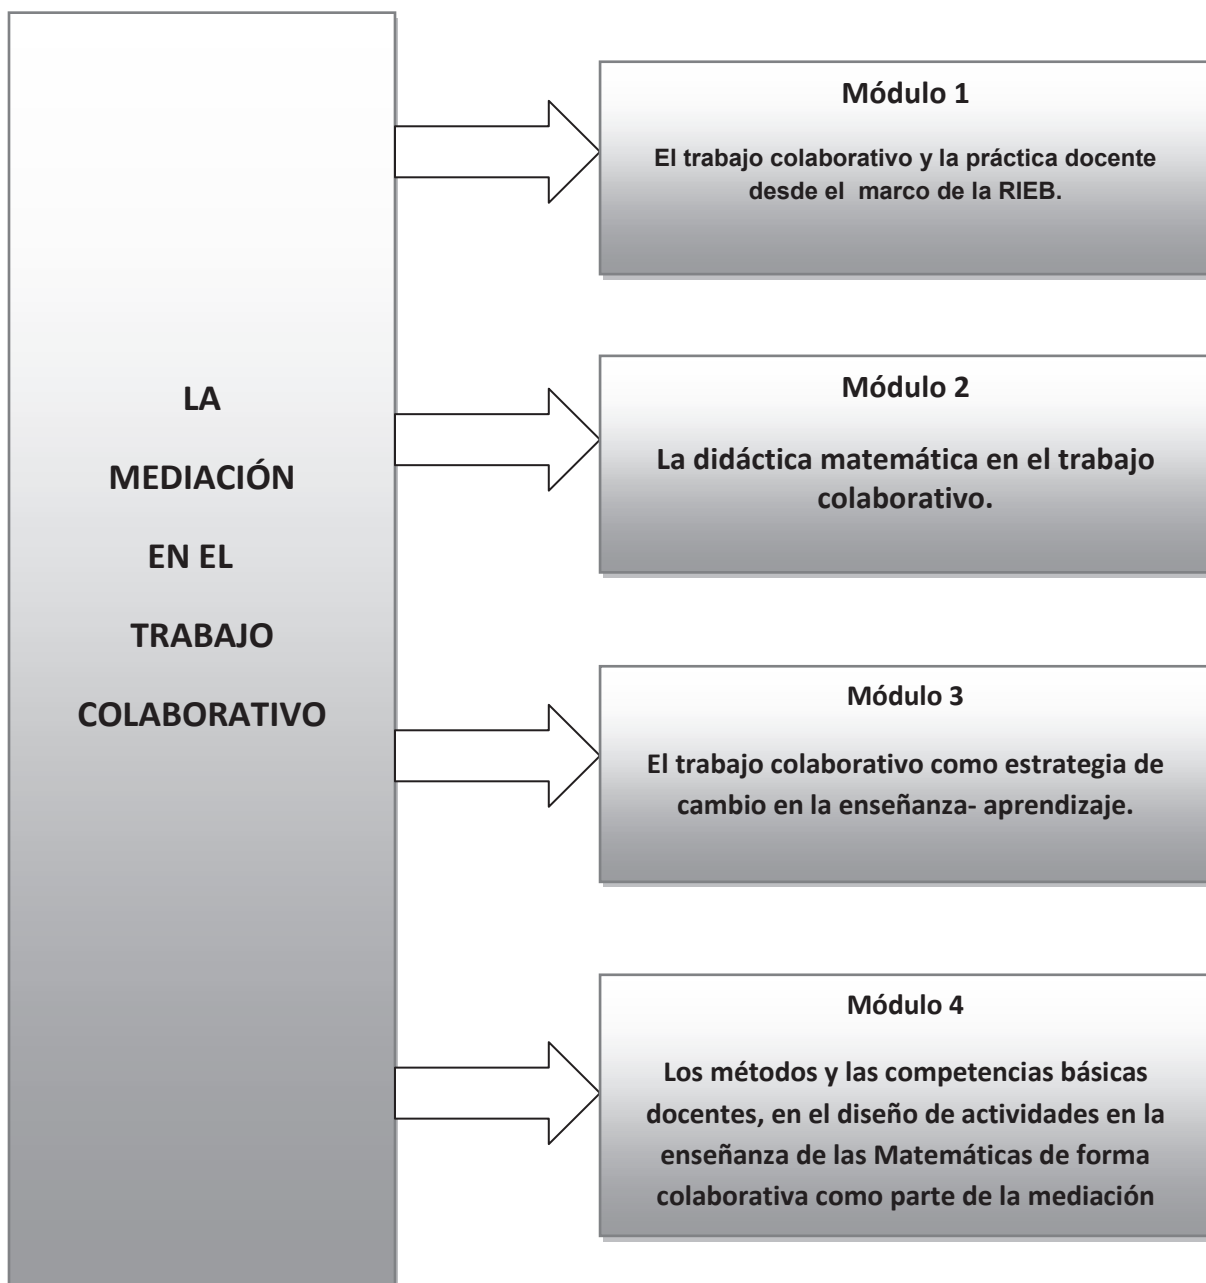 LA
MEDIACIÓN
EN EL
TRABAJO
COLABORATIVO
Módulo 1
El trabajo colaborativo y la práctica docente
desde el marco de la RIEB.
Módulo 2
La didáctica matemática en el trabajo
colaborativo.
Módulo 3
El trabajo colaborativo como estrategia de
cambio en la enseñanza- aprendizaje.
Módulo 4
Los métodos y las competencias básicas
docentes, en el diseño de actividades en la
enseñanza de las Matemáticas de forma
colaborativa como parte de la mediación